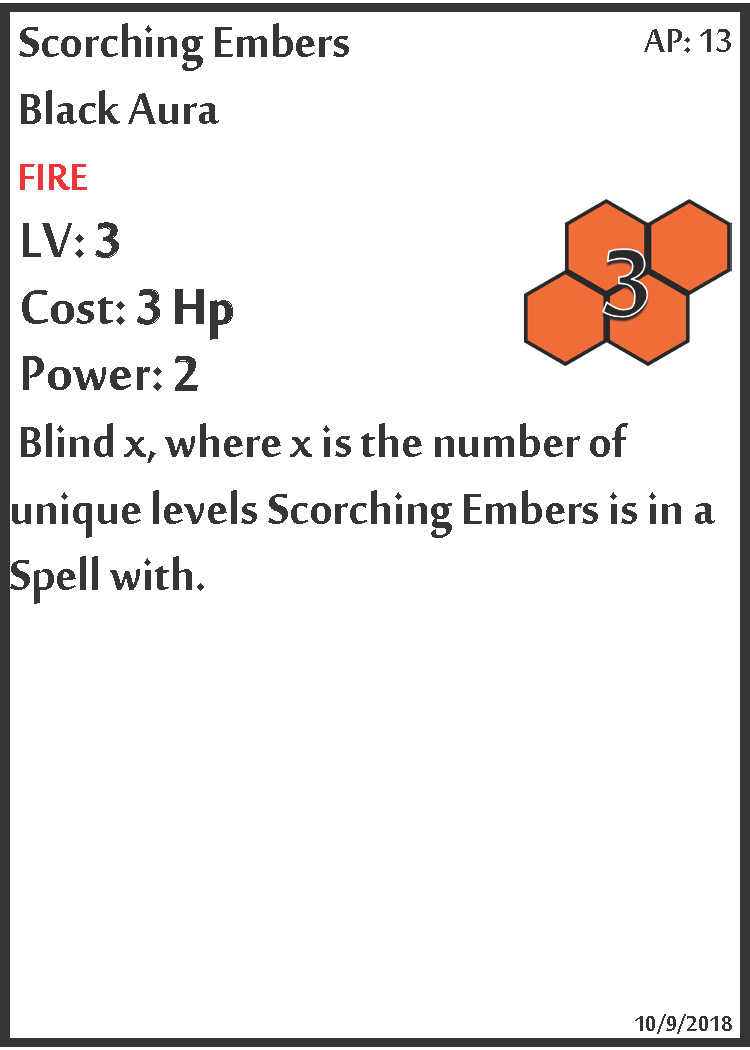 Scorching Embers
AP: 13
Black Aura
FIRE
LV: 3
Cost: 3 Hp
3
Power: 2
Blind x, where x is the number of
unique levels Scorching Embers is in a
Spell with.
10/9/2018